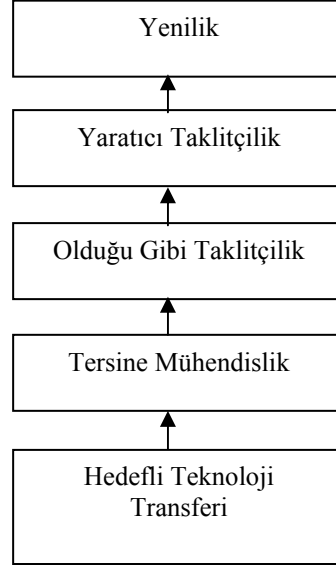 Yenilik
Yaratıcı Taklitçilik
Olduğu Gibi Taklitçilik
Tersine Mühendislik
Hedefli Teknoloji
Transferi